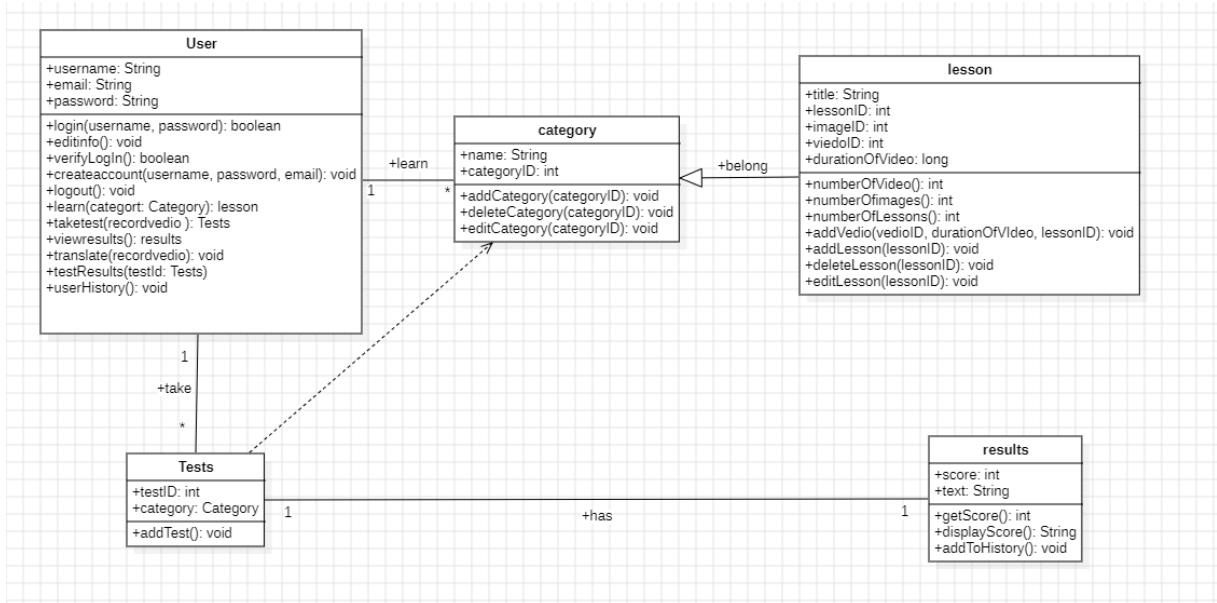 User
+username: String
+email: String
+password: String
+login(username, password): boolean
+editinfo(): void
+verifyLogIn(): boolean
+createaccount(username, password, email): void
+logout(): void
+learn(categort: Category): lesson
+taketest(recordvedio ): Tests
+viewresults(): results
+translate(recordvedio): void
+testResults(testId: Tests)
+userHistory(): void
+learn
1
*
category
+name: String
+categoryID: int
+addCategory(categoryID): void
+deleteCategory(categoryID): void
+editCategory(categoryID): void
+belong
lesson
+title: String
+lessonID: int
+imageID: int
+viedoID: int
+durationOfVideo: long
+numberOfVideo(): int
+numberOfimages(): int
+numberOfLessons(): int
+addVedio(vedioID, durationOfVIdeo, lessonID): void
+addLesson(lessonID): void
+deleteLesson(lessonID): void
+editLesson(lessonID): void
1
+take
*
Tests
+testID: int
+category: Category
+addTest(): void
1
+has
1
results
+score: int
+text: String
+getScore(): int
+displayScore(): String
+addToHistory(): void